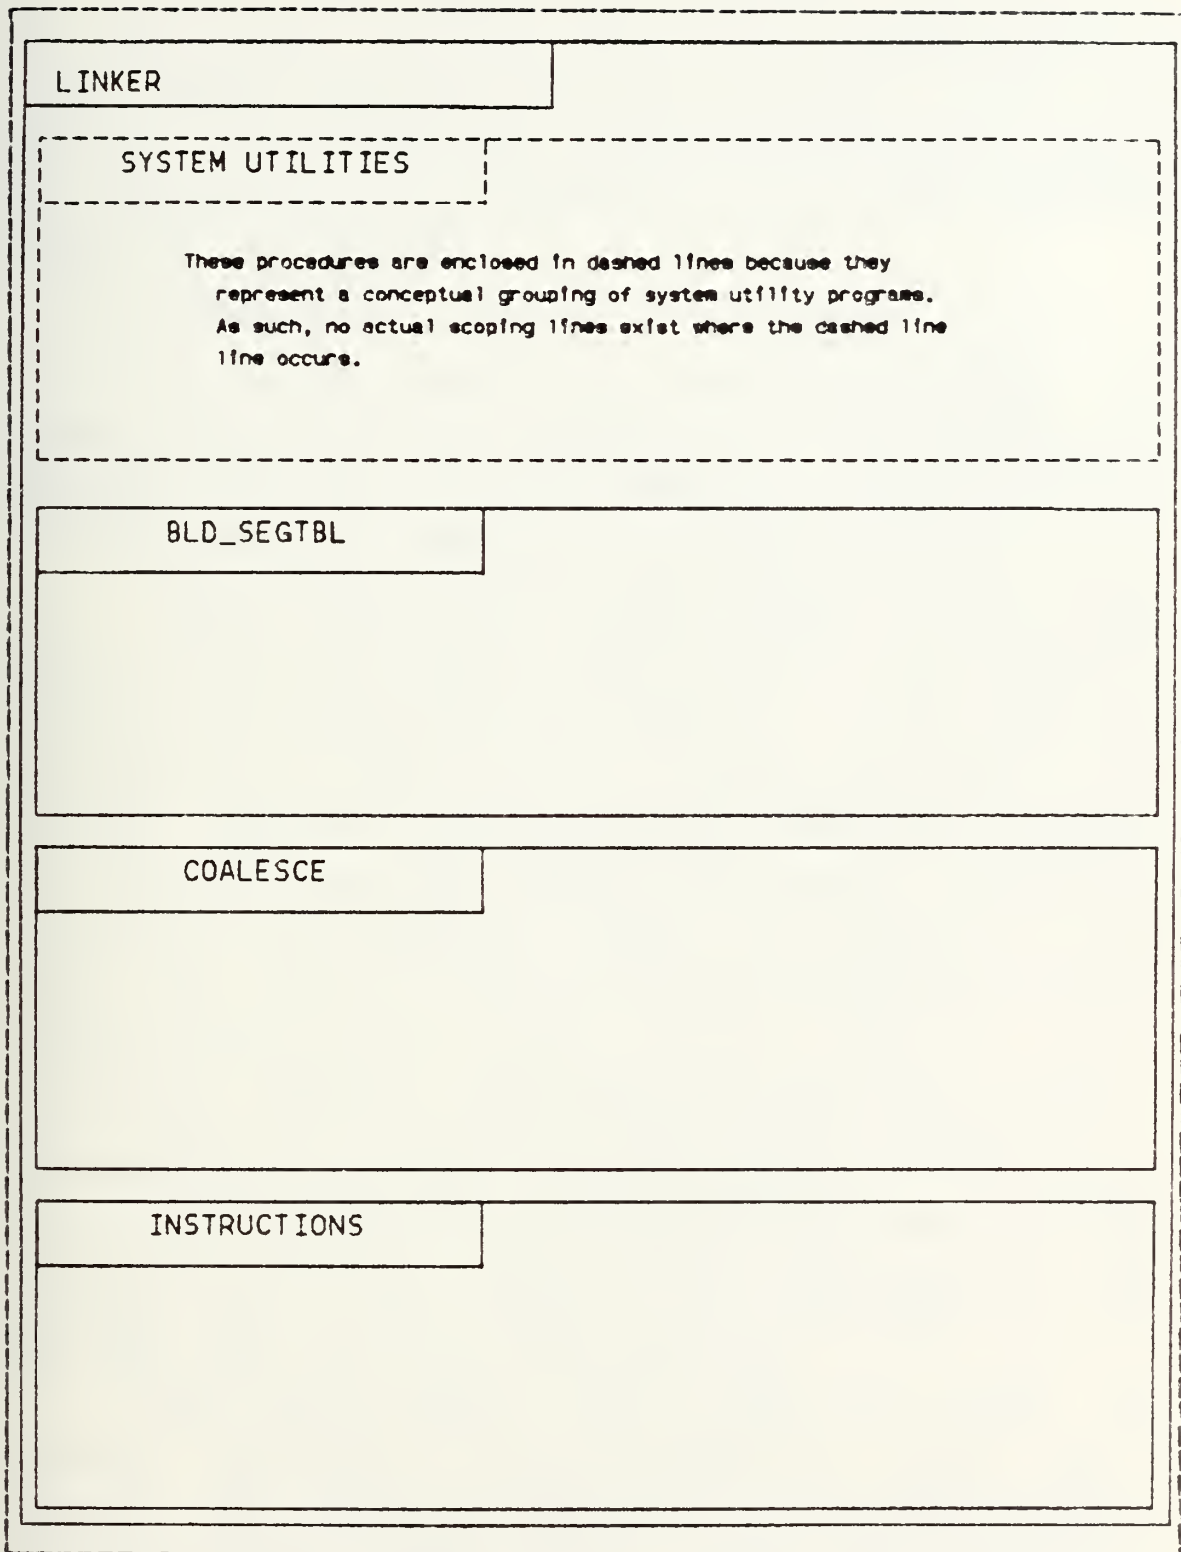 LINKER
SYSTEM UTILITIES
These procedures are enclosed in dashed lines because they
represent a conceptual grouping of system utility programs.
As such, no actual scoping lines exist where the dashed line
line occurs.
BLD_SEGTBL
COALESCE
INSTRUCTIONS